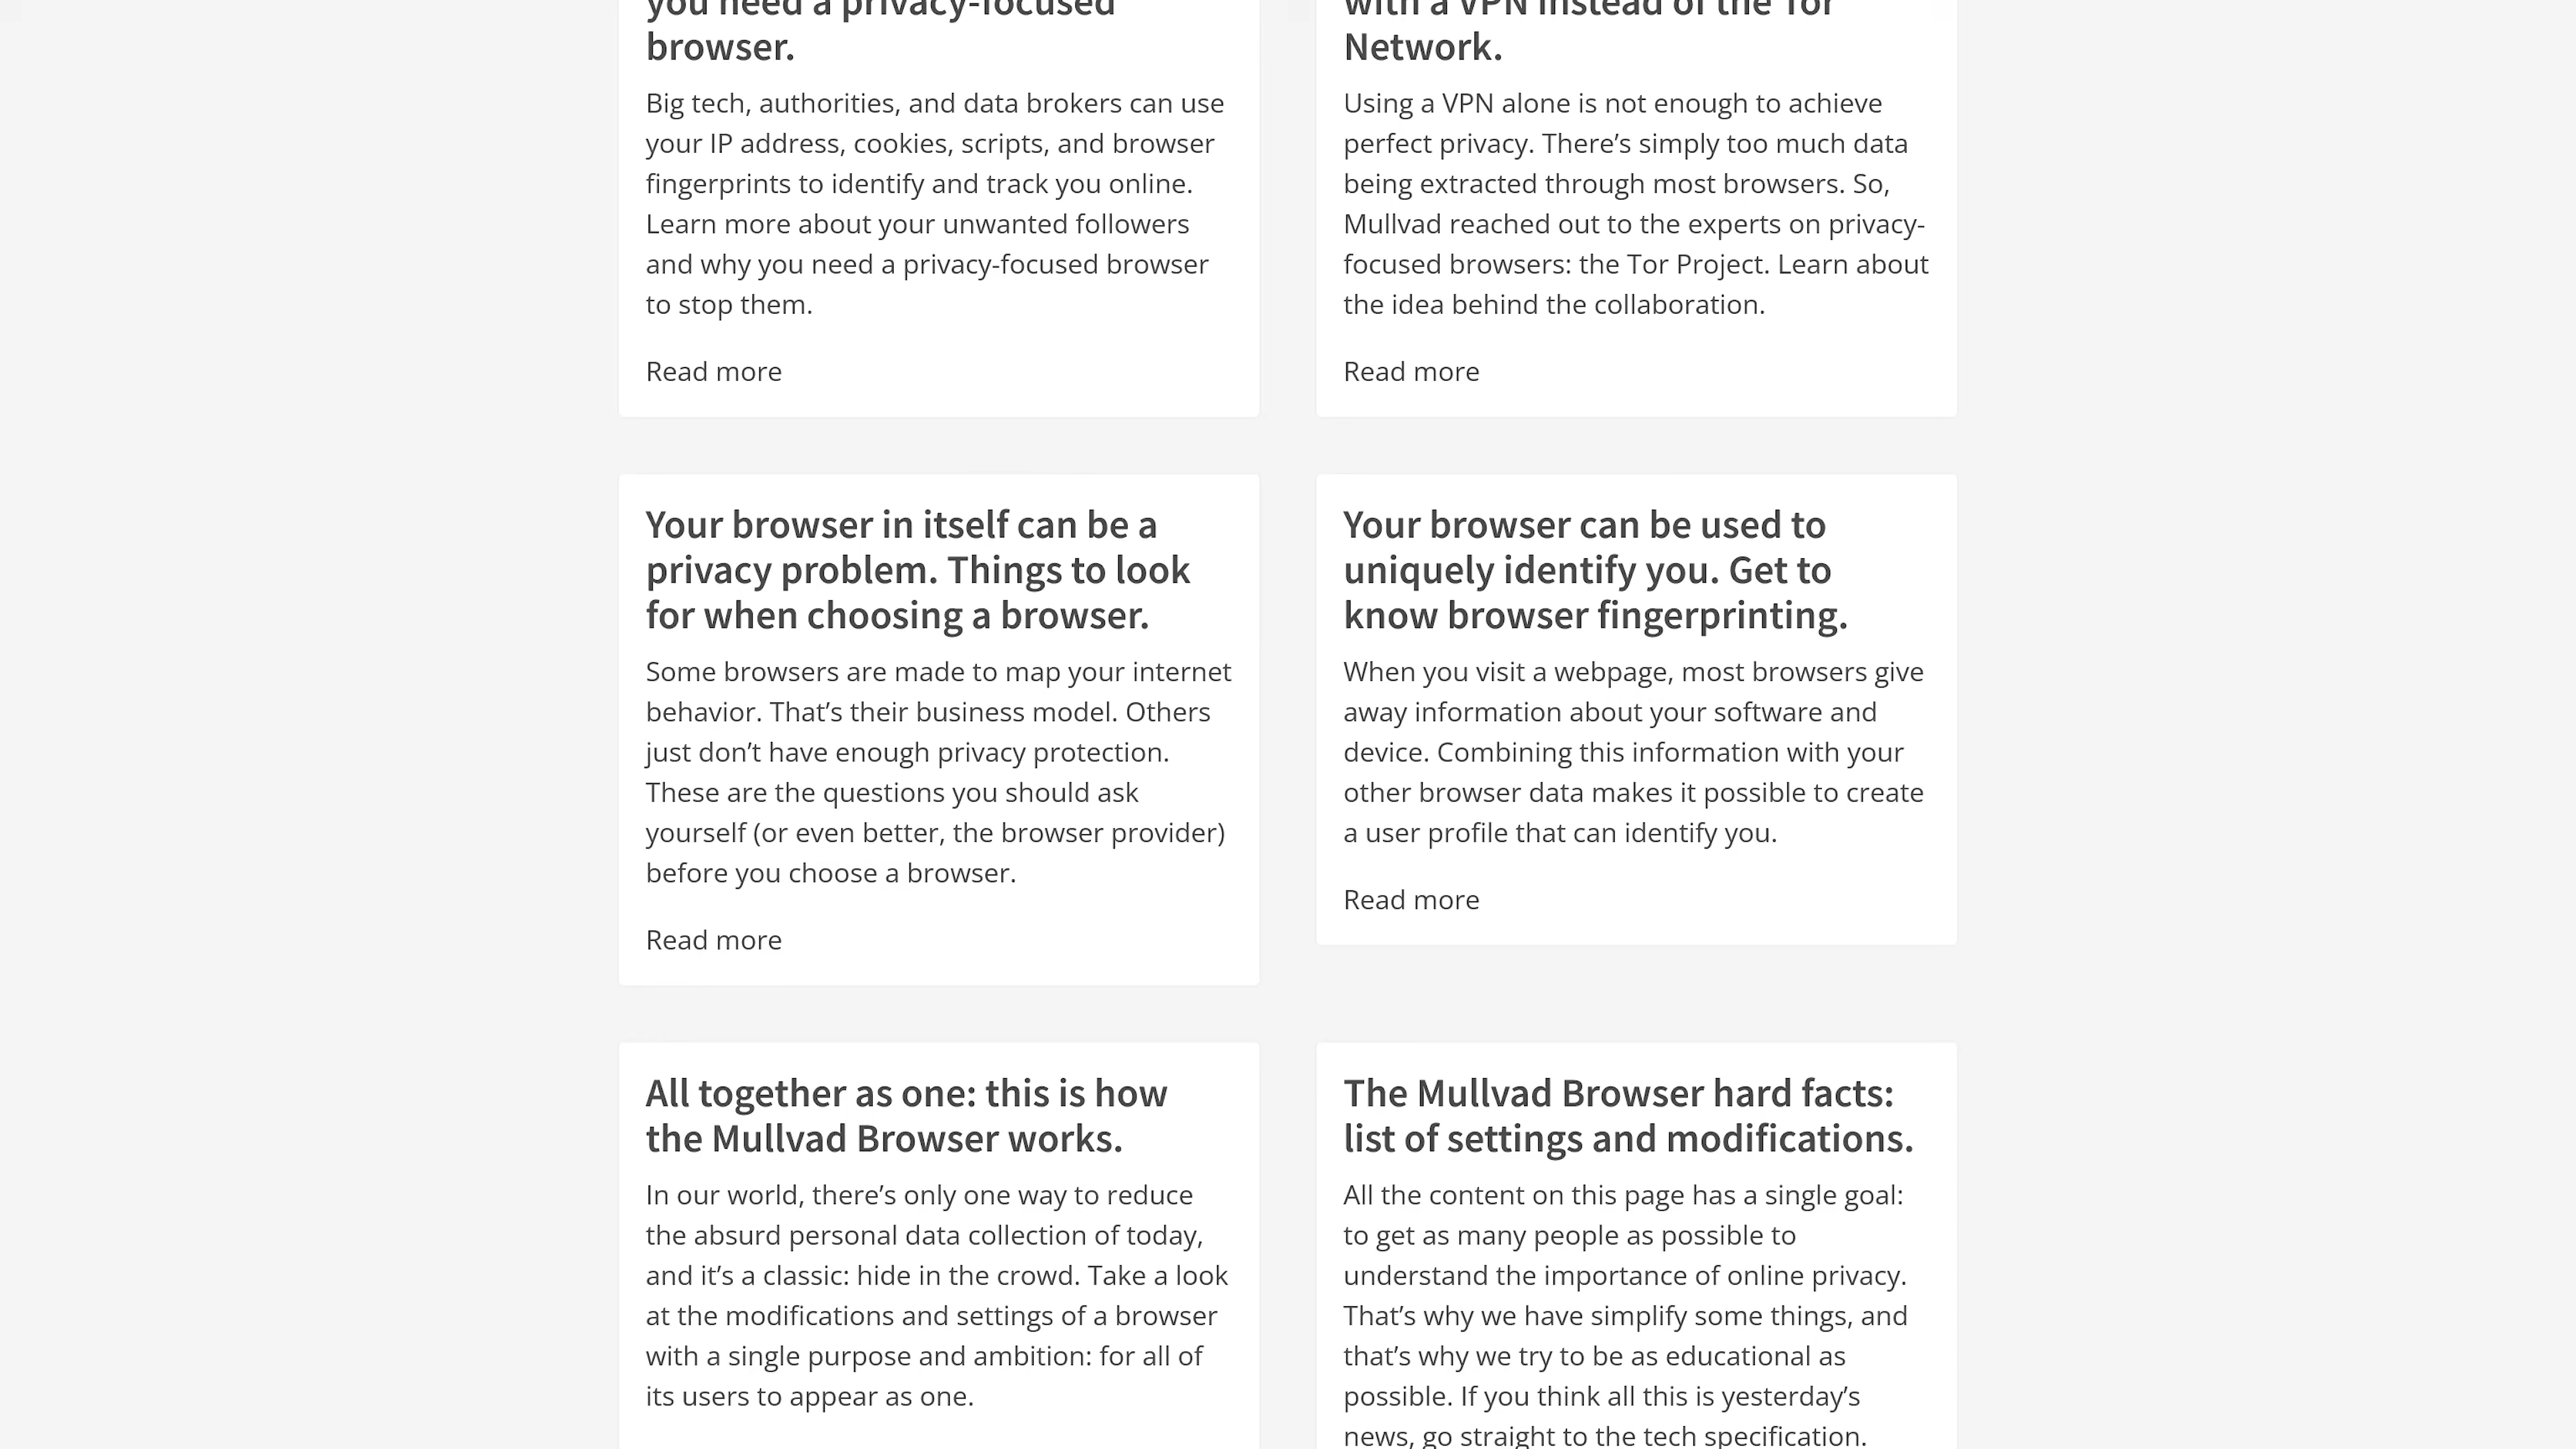 you need a privacy-focused
browser.
Big tech, authorities, and data brokers can use
your IP address, cookies, scripts, and browser
fingerprints to identify and track you online.
Learn more about your unwanted followers
and why you need a privacy-focused browser
to stop them.
Read more
with a VPN instead of the Tor
Network.
Using a VPN alone is not enough to achieve
perfect privacy. There’s simply too much data
being extracted through most browsers. So,
Mullvad reached out to the experts on privacy-
focused browsers: the Tor Project. Learn about
the idea behind the collaboration.
Read more
Your browser in itself can be a
privacy problem. Things to look
for when choosing a browser.
Some browsers are made to map your internet
behavior. That’s their business model. Others
just don’t have enough privacy protection.
These are the questions you should ask
yourself (or even better, the browser provider)
before you choose a browser.
Read more
Your browser can be used to
uniquely identify you. Get to
know browser fingerprinting.
When you visit a webpage, most browsers give
away information about your software and
device. Combining this information with your
other browser data makes it possible to create
a user profile that can identify you.
Read more
All together as one: this is how
the Mullvad Browser works.
In our world, there’s only one way to reduce
the absurd personal data collection of today,
and it’s a classic: hide in the crowd. Take a look
at the modifications and settings of a browser
with a single purpose and ambition: for all of
its users to appear as one.
The Mullvad Browser hard facts:
list of settings and modifications.
All the content on this page has a single goal:
to get as many people as possible to
understand the importance of online privacy.
That’s why we have simplify some things, and
that’s why we try to be as educational as
possible. If you think all this is yesterday’s
news, go straight to the tech specification.